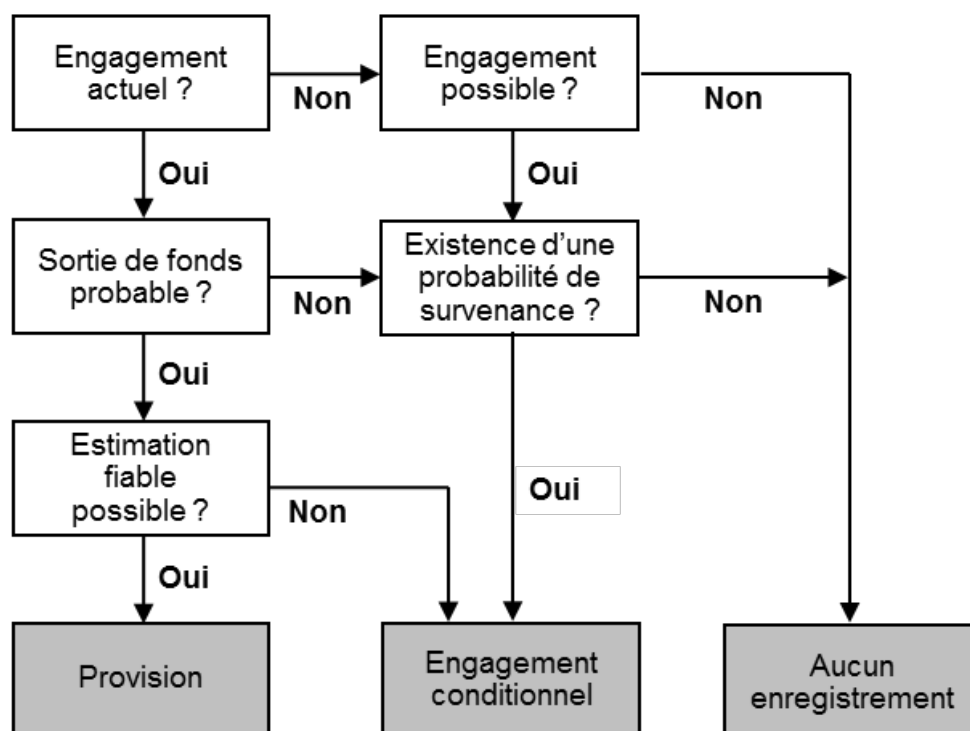 Engagement
actuel ?
Non
Engagement
possible ?
Non
Oui
Oui
Sortie de fonds
probable ?
Non
Existence d'une
probabilité de
survenance ?
Non
Oui
Estimation
fiable
possible ?
Non
Oui
Oui
Provision
Engagement
conditionnel
Aucun
enregistrement